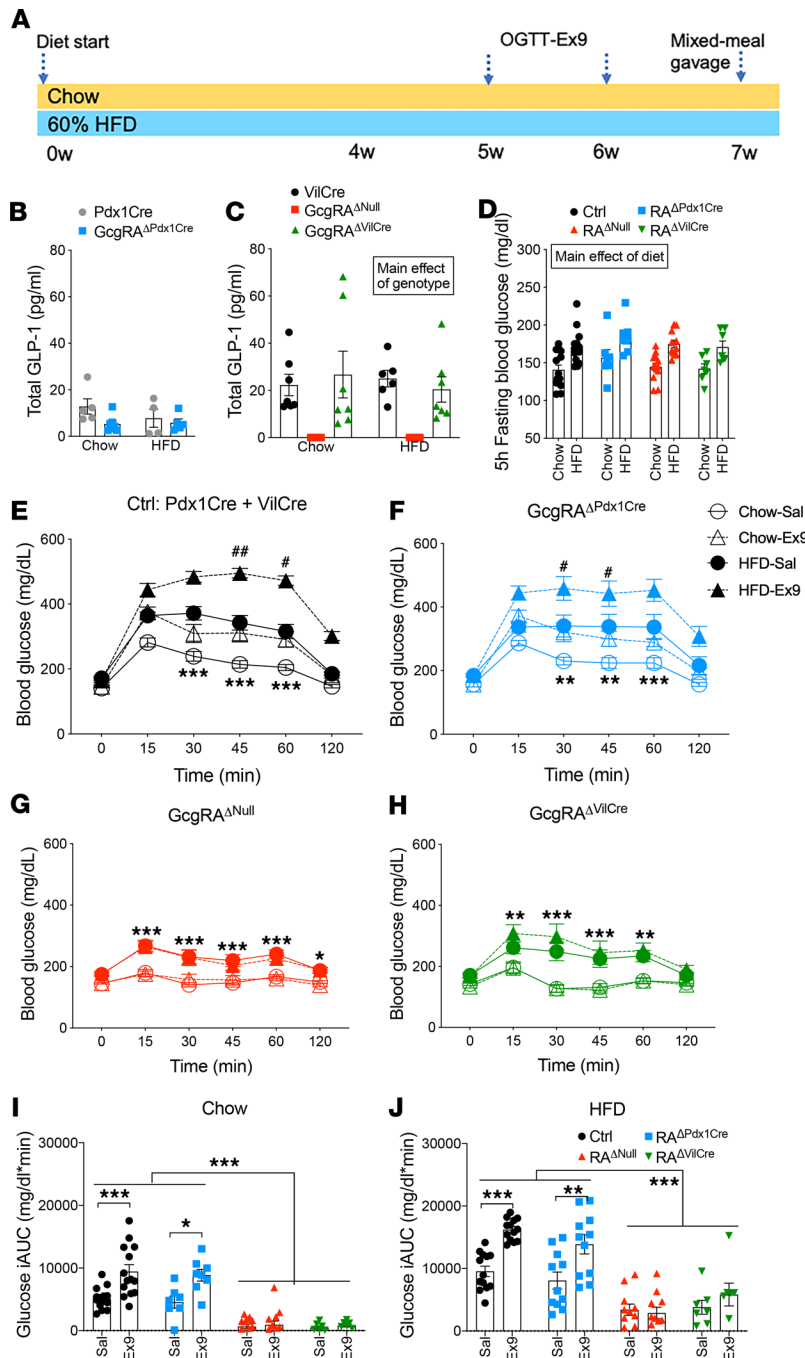 A
Diet start
OGTT-Ex9
Mixed-meal
gavage
Chow
60% HFD
0w 4w 5w 6w 7w
B
Pdx1Cre
GcgRA^ΔPdx1Cre
Total GLP-1 (pg/ml)
80
60
40
20
0
Chow HFD
C
VilCre
GcgRA^ΔNull
GcgRA^ΔVilCre
Main effect
of genotype
Total GLP-1 (pg/ml)
80
60
40
20
0
Chow HFD
D
Ctrl RA^ΔPdx1Cre
RA^ΔNull RA^ΔVilCre
Main effect of diet
5h Fasting blood glucose (mg/dl)
300
250
200
150
100
50
Chow HFD Chow HFD Chow HFD Chow HFD
E
Ctrl: Pdx1Cre + VilCre
Blood glucose (mg/dL)
600
400
200
0
## #
*** *** ***
0 15 30 45 60 120
Time (min)
F
GcgRA^ΔPdx1Cre
Chow-Sal
Chow-Ex9
HFD-Sal
HFD-Ex9
Blood glucose (mg/dL)
600
400
200
0
# #
** ** ***
0 15 30 45 60 120
Time (min)
G
GcgRA^ΔNull
Blood glucose (mg/dL)
600
400
200
0
*** *** *** *** *
0 15 30 45 60 120
Time (min)
H
GcgRA^ΔVilCre
Blood glucose (mg/dL)
600
400
200
0
** *** *** **
0 15 30 45 60 120
Time (min)
I
Chow
Glucose iAUC (mg/dl*min)
30000
20000
10000
0
***
*** *
Sal Ex9 Sal Ex9 Sal Ex9 Sal Ex9
J
HFD
Ctrl RA^ΔPdx1Cre
RA^ΔNull RA^ΔVilCre
Glucose iAUC (mg/dl*min)
30000
20000
10000
0
*** ** ***
Sal Ex9 Sal Ex9 Sal Ex9 Sal Ex9